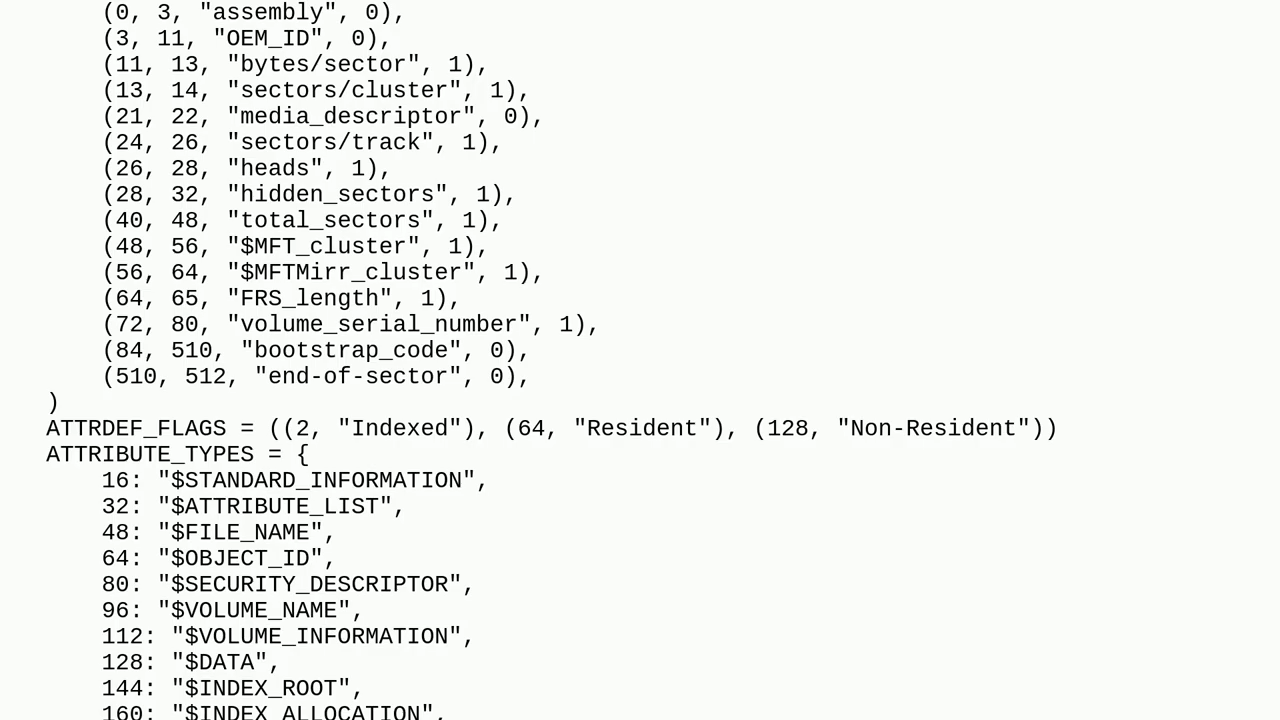 (0, 3, "assembly", 0),
(3, 11, "OEM_ID", 0),
(11, 13, "bytes/sector", 1),
(13, 14, "sectors/cluster", 1),
(21, 22, "media_descriptor", 0),
(24, 26, "sectors/track", 1),
(26, 28, "heads", 1),
(28, 32, "hidden_sectors", 1),
(40, 48, "total_sectors", 1),
(48, 56, "$MFT_cluster", 1),
(56, 64, "$MFTMirr_cluster", 1),
(64, 65, "FRS_length", 1),
(72, 80, "volume_serial_number", 1),
(84, 510, "bootstrap_code", 0),
(510, 512, "end-of-sector", 0),
)
ATTRDEF_FLAGS = ((2, "Indexed"), (64, "Resident"), (128, "Non-Resident"))
ATTRIBUTE_TYPES = {
16: "$STANDARD_INFORMATION",
32: "$ATTRIBUTE_LIST",
48: "$FILE_NAME",
64: "$OBJECT_ID",
80: "$SECURITY_DESCRIPTOR",
96: "$VOLUME_NAME",
112: "$VOLUME_INFORMATION",
128: "$DATA",
144: "$INDEX_ROOT",
160: "$INDEX_ALLOCATION",